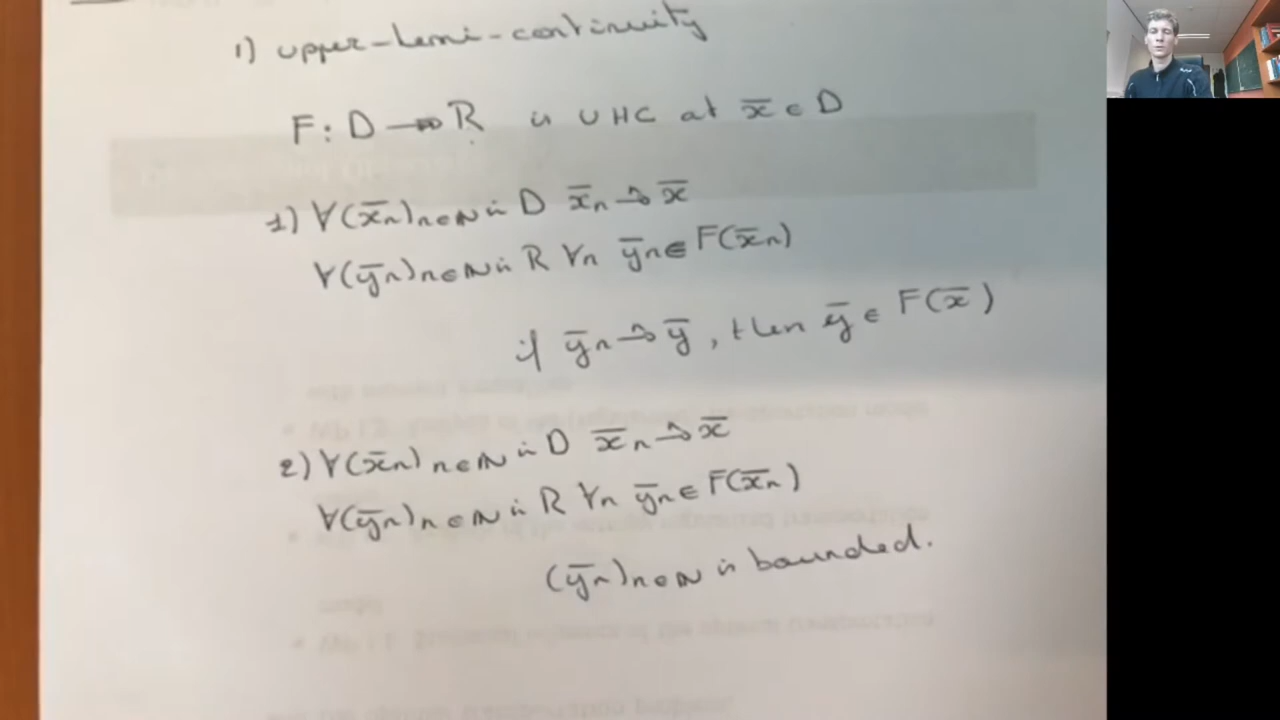 1) upper-hemi-continuity
F: D ↠ R is UHC at x̄ ∈ D
1) ∀(x̄ₙ)ₙ∈ℕ in D x̄ₙ → x̄
∀(ȳₙ)ₙ∈ℕ in R ∀n ȳₙ ∈ F(x̄ₙ)
if ȳₙ → ȳ, then ȳ ∈ F(x̄)
2) ∀(x̄ₙ)ₙ∈ℕ in D x̄ₙ → x̄
∀(ȳₙ)ₙ∈ℕ in R ∀n ȳₙ ∈ F(x̄ₙ)
(ȳₙ)ₙ∈ℕ is bounded.